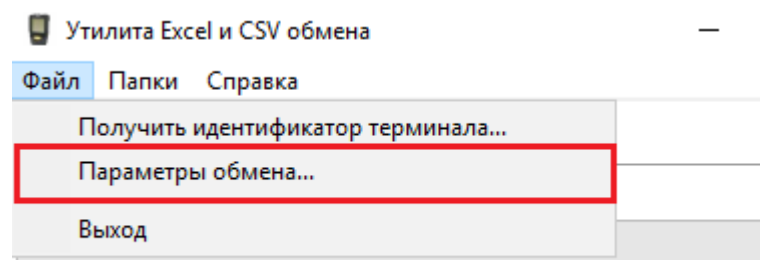 Утилита Excel и CSV обмена
Файл Папки Справка
Получить идентификатор терминала...
Параметры обмена...
Выход